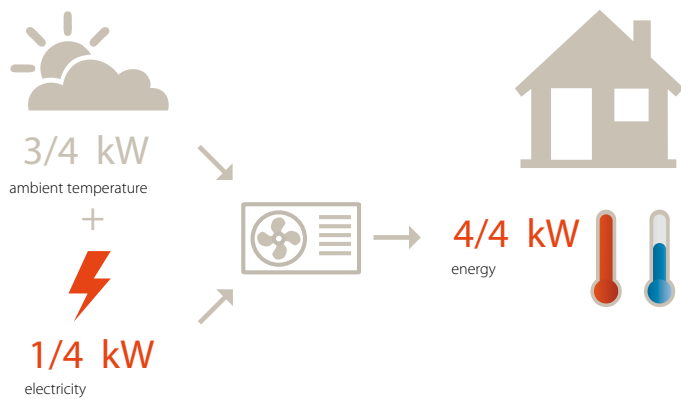 3/4 kW
ambient temperature
+
1/4 kW
electricity
4/4 kW
energy